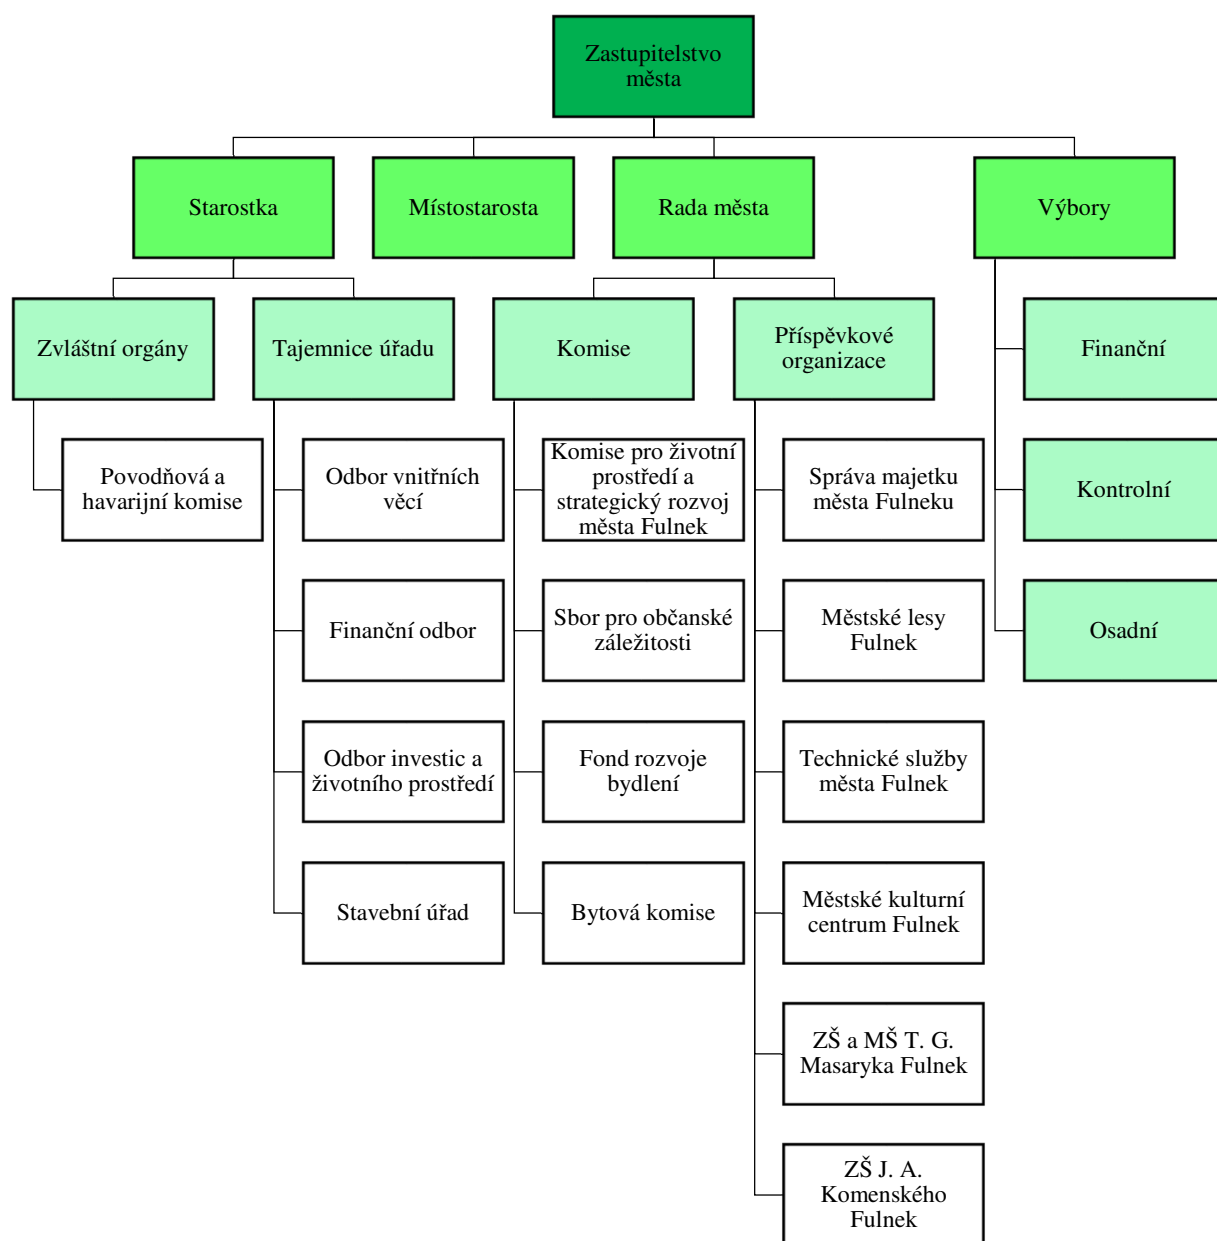 Zastupitelstvo
města
Starostka
Místostarosta
Rada města
Výbory
Zvláštní orgány
Tajemnice úřadu
Komise
Příspěvkové
organizace
Finanční
Povodňová a
havarijní komise
Odbor vnitřních
věcí
Komise pro životní
prostředí a
strategický rozvoj
města Fulnek
Správa majetku
města Fulneku
Kontrolní
Finanční odbor
Sbor pro občanské
záležitosti
Městské lesy
Fulnek
Osadní
Odbor investic a
životního prostředí
Fond rozvoje
bydlení
Technické služby
města Fulnek
Stavební úřad
Bytová komise
Městské kulturní
centrum Fulnek
ZŠ a MŠ T. G.
Masaryka Fulnek
ZŠ J. A.
Komenského
Fulnek